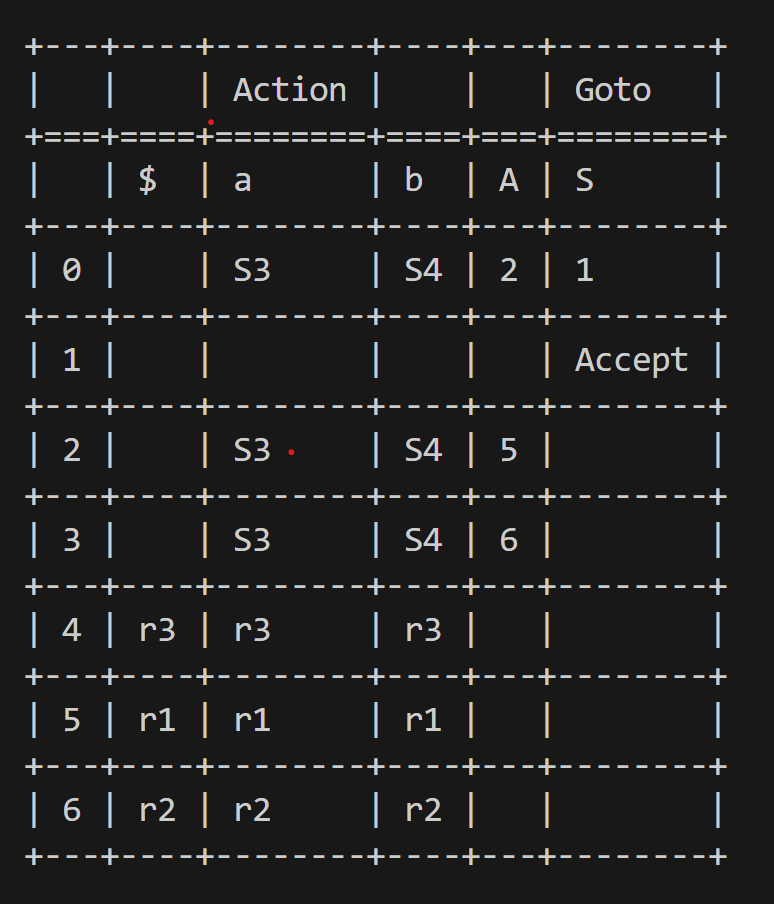 +---+----+--------+----+---+--------+
|   |    | Action |    |   | Goto   |
+===+====+========+====+===+========+
|   | $  | a      | b  | A | S      |
+---+----+--------+----+---+--------+
| 0 |    | S3     | S4 | 2 | 1      |
+---+----+--------+----+---+--------+
| 1 |    |        |    |   | Accept |
+---+----+--------+----+---+--------+
| 2 |    | S3     | S4 | 5 |        |
+---+----+--------+----+---+--------+
| 3 |    | S3     | S4 | 6 |        |
+---+----+--------+----+---+--------+
| 4 | r3 | r3     | r3 |   |        |
+---+----+--------+----+---+--------+
| 5 | r1 | r1     | r1 |   |        |
+---+----+--------+----+---+--------+
| 6 | r2 | r2     | r2 |   |        |
+---+----+--------+----+---+--------+